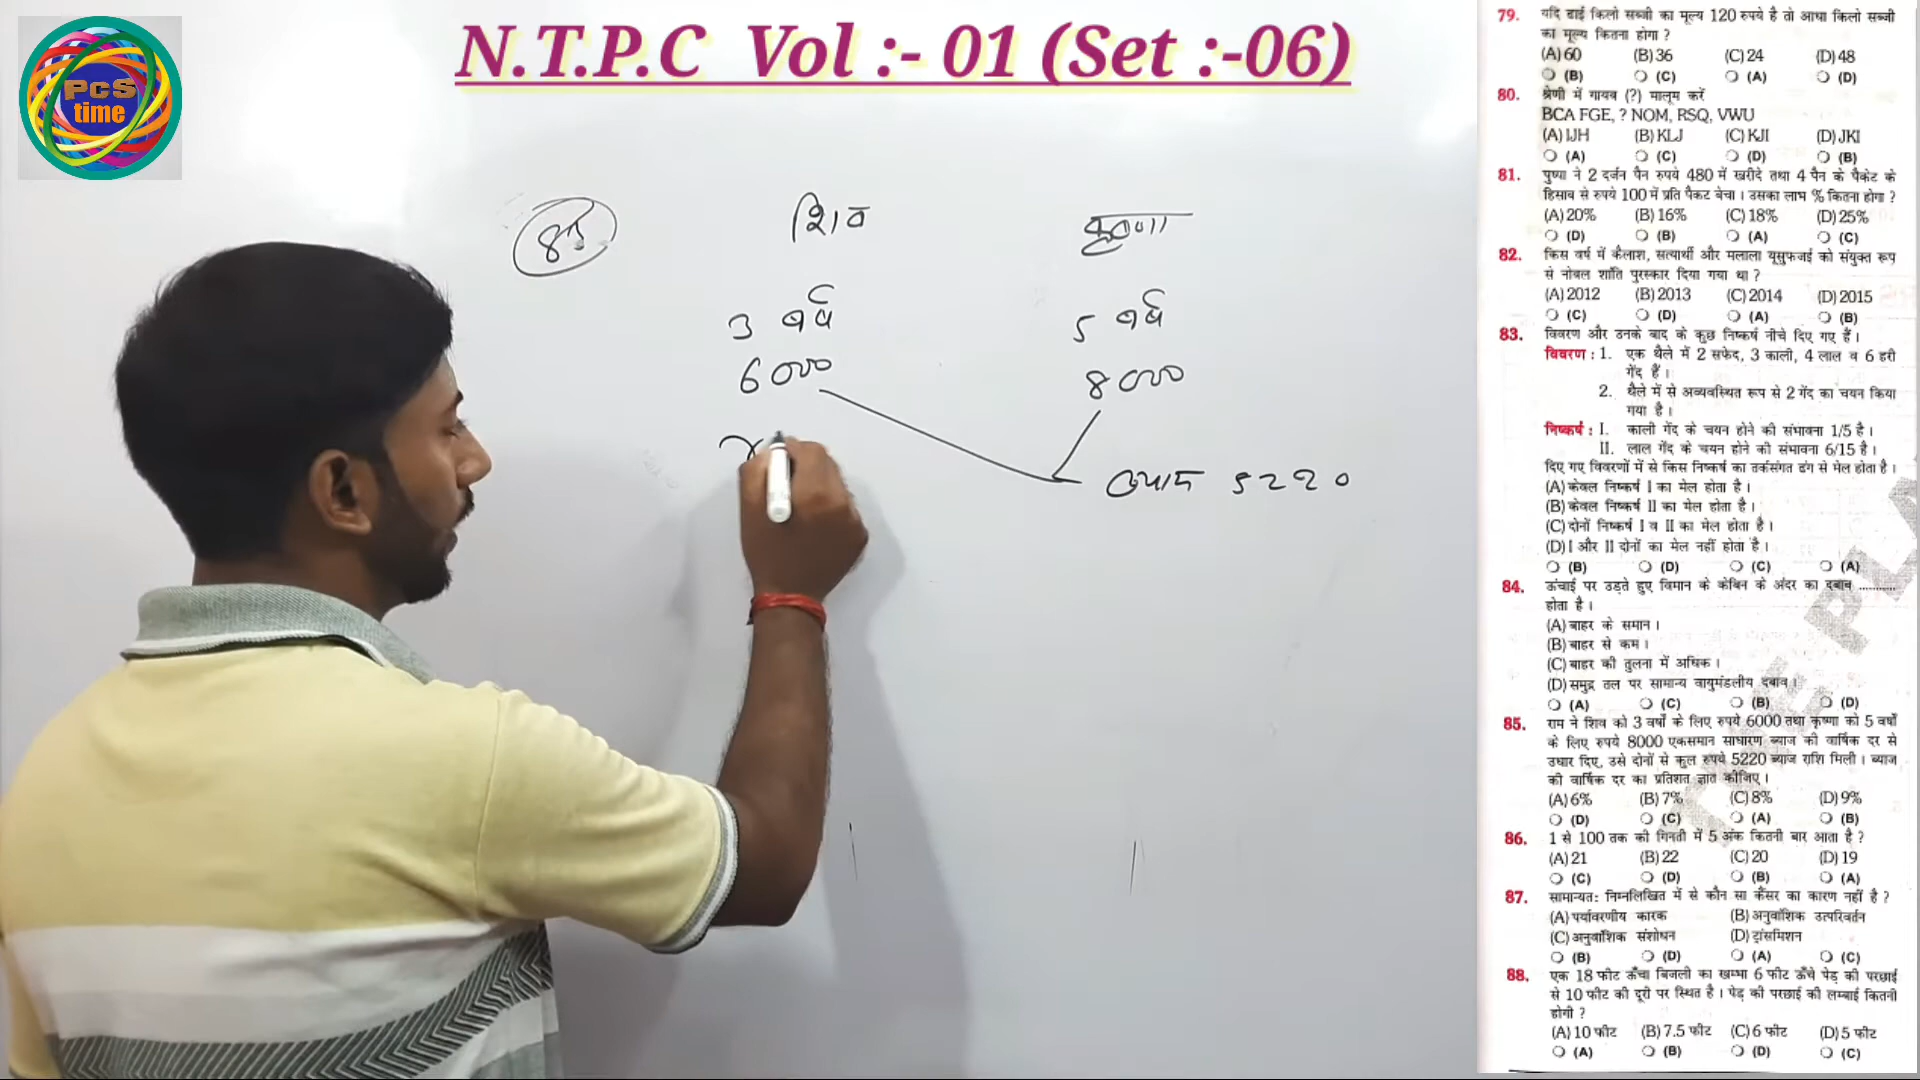 N.T.P.C Vol :- 01 (Set :-06)
PCS
time
85
शिव
कृष्णा
3 वर्ष
5 वर्ष
6000
8000
ब्याज 5220
79. यदि ढाई किलो सब्जी का मूल्य 120 रुपये है तो आधा किलो सब्जी
का मूल्य कितना होगा ?
(A) 60 (B) 36 (C) 24 (D) 48
(B) (C) (A) (D)
80. श्रेणी में गायब (?) मालूम करें
BCA FGE, ? NOM, RSQ, VWU
(A) IJH (B) KLJ (C) KJI (D) JKI
(A) (C) (D) (B)
81. पुष्पा ने 2 दर्जन पैन रुपये 480 में खरीदे तथा 4 पैन के पैकेट के
हिसाब से रुपये 100 में प्रति पैकट बेचा । उसका लाभ % कितना होगा ?
(A) 20% (B) 16% (C) 18% (D) 25%
(D) (B) (A) (C)
82. किस वर्ष में कैलाश, सत्यार्थी और मलाला यूसुफजई को संयुक्त रूप
से नोबल शांति पुरस्कार दिया गया था ?
(A) 2012 (B) 2013 (C) 2014 (D) 2015
(C) (D) (A) (B)
83. विवरण और उनके बाद के कुछ निष्कर्ष नीचे दिए गए हैं ।
विवरण : 1. एक थैले में 2 सफेद, 3 काली, 4 लाल व 6 हरी
गेंद हैं ।
2. थैले में से अव्यवस्थित रूप से 2 गेंद का चयन किया
गया है ।
निष्कर्ष : I. काली गेंद के चयन होने की संभावना 1/5 है ।
II. लाल गेंद के चयन होने की संभावना 6/15 है ।
दिए गए विवरणों में से किस निष्कर्ष का तर्कसंगत ढंग से मेल होता है ।
(A) केवल निष्कर्ष I का मेल होता है ।
(B) केवल निष्कर्ष II का मेल होता है ।
(C) दोनों निष्कर्ष I व II का मेल होता है ।
(D) I और II दोनों का मेल नहीं होता है ।
(B) (D) (C) (A)
84. ऊंचाई पर उड़ते हुए विमान के केबिन के अंदर का दबाब ...........
होता है ।
(A) बाहर के समान ।
(B) बाहर से कम ।
(C) बाहर की तुलना में अधिक ।
(D) समुद्र तल पर सामान्य वायुमंडलीय दबाव ।
(A) (C) (B) (D)
85. राम ने शिव को 3 वर्षों के लिए रुपये 6000 तथा कृष्णा को 5 वर्षों
के लिए रुपये 8000 एकसमान साधारण ब्याज की वार्षिक दर से
उधार दिए, उसे दोनों से कुल रुपये 5220 ब्याज राशि मिली । ब्याज
की वार्षिक दर का प्रतिशत ज्ञात कीजिए ।
(A) 6% (B) 7% (C) 8% (D) 9%
(D) (C) (A) (B)
86. 1 से 100 तक की गिनती में 5 अंक कितनी बार आता है ?
(A) 21 (B) 22 (C) 20 (D) 19
(C) (D) (B) (A)
87. सामान्यत: निम्नलिखित में से कौन सा कैंसर का कारण नहीं है ?
(A) पर्यावरणीय कारक (B) अनुवांशिक उत्परिवर्तन
(C) अनुवांशिक संशोधन (D) ट्रांसमिशन
(B) (D) (A) (C)
88. एक 18 फीट ऊँचा बिजली का खम्भा 6 फीट ऊँचे पेड़ की परछाई
से 10 फीट की दूरी पर स्थित है । पेड़ की परछाई की लम्बाई कितनी
होगी ?
(A) 10 फीट (B) 7.5 फीट (C) 6 फीट (D) 5 फीट
(A) (B) (D) (C)